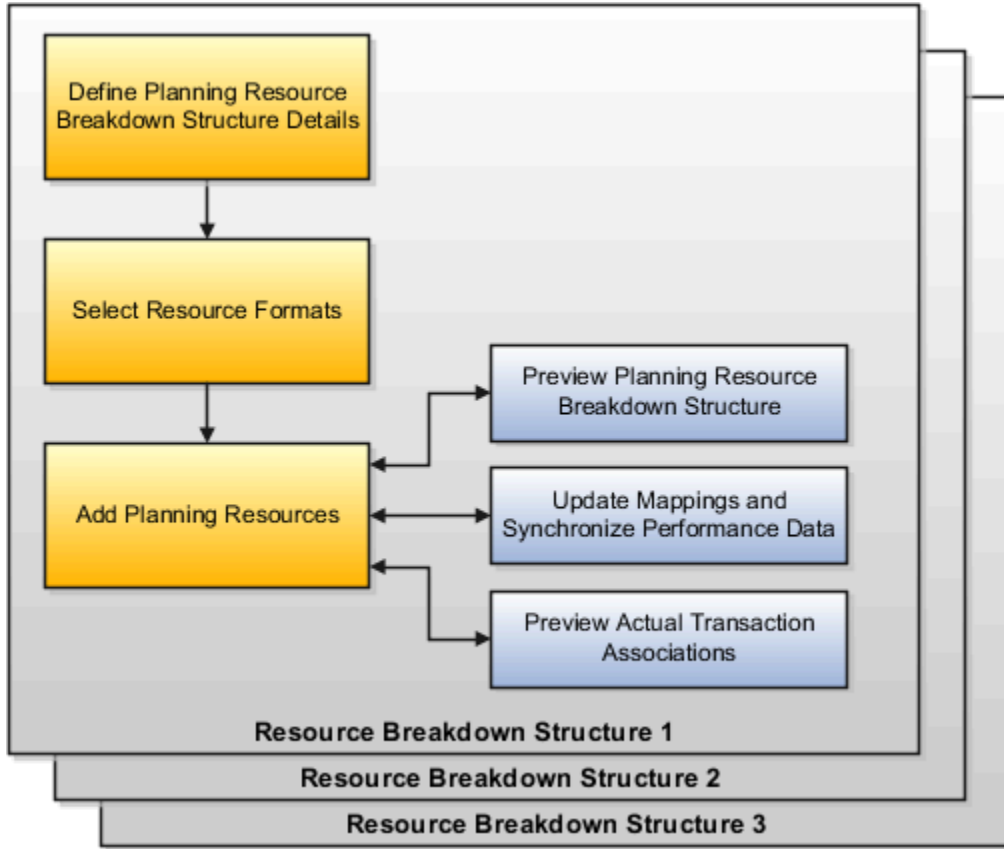 Define Planning Resource
Breakdown Structure Details
Select Resource Formats
Preview Planning Resource
Breakdown Structure
Add Planning Resources
Update Mappings and
Synchronize Performance Data
Preview Actual Transaction
Associations
Resource Breakdown Structure 1
Resource Breakdown Structure 2
Resource Breakdown Structure 3